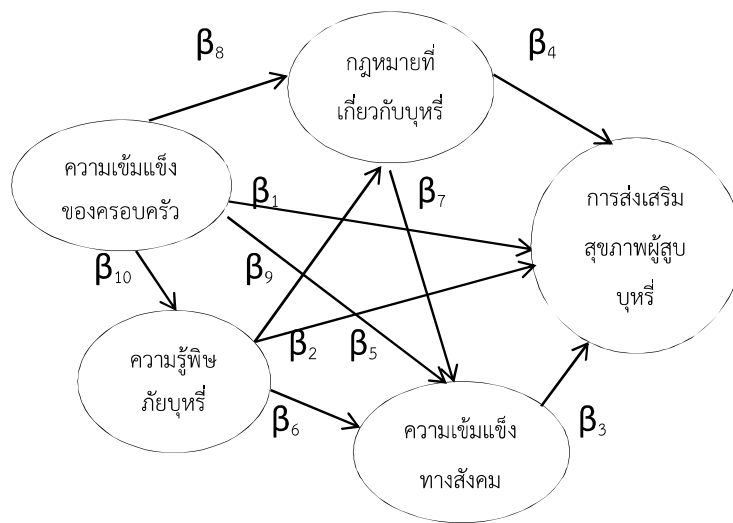 β8
β4
กฎหมายที่
เกี่ยวกับบุหรี่
ความเข้มแข็ง
ของครอบครัว
β1
β7
การส่งเสริม
สุขภาพผู้สูบ
บุหรี่
β10
β9
β2
β5
ความรู้พิษ
ภัยบุหรี่
β6
ความเข้มแข็ง
ทางสังคม
β3